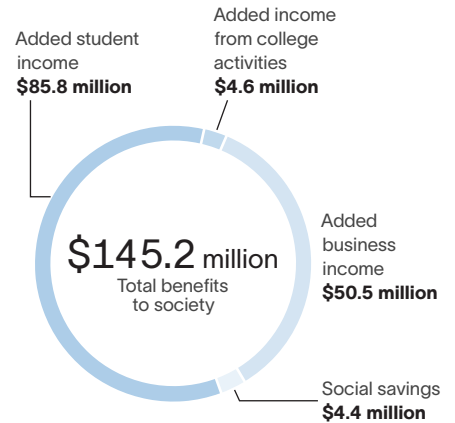 Added student
income
$85.8 million
Added income
from college
activities
$4.6 million
$145.2 million
Total benefits
to society
Added
business
income
$50.5 million
Social savings
$4.4 million